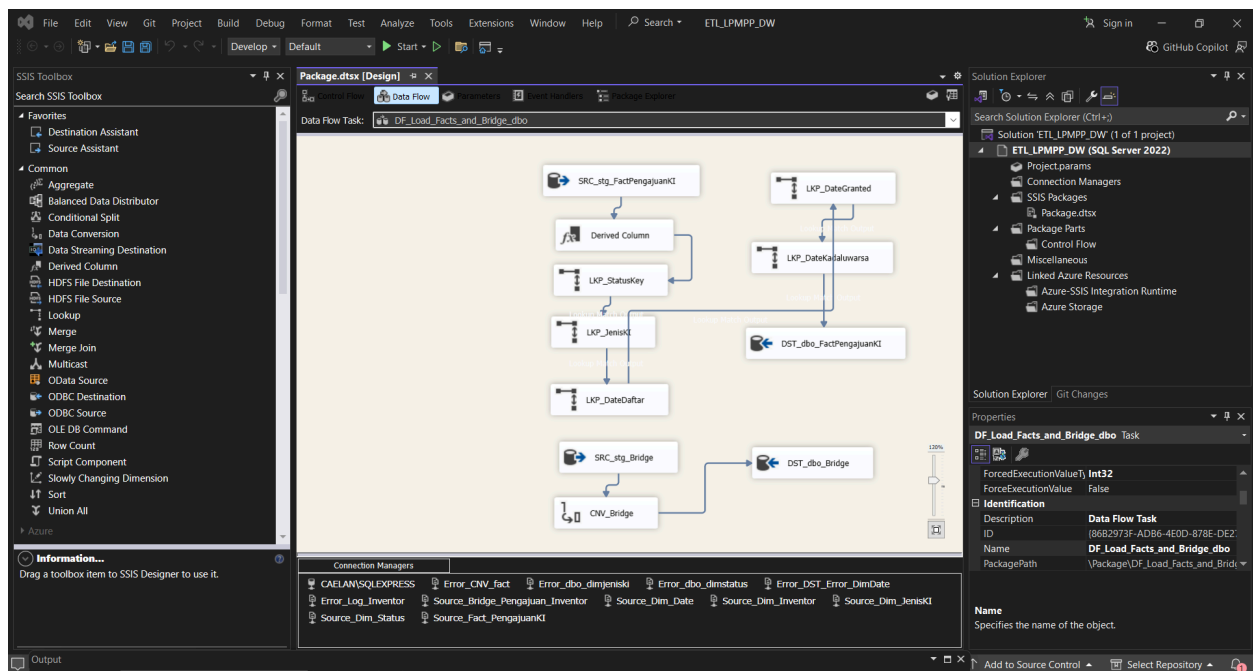 File Edit View Git Project Build Debug Format Test Analyze Tools Extensions Window Help Search ETL_LPMPP_DW Sign in
GitHub Copilot
Develop Default Start
SSIS Toolbox
Search SSIS Toolbox
Favorites
Destination Assistant
Source Assistant
Common
Aggregate
Balanced Data Distributor
Conditional Split
Data Conversion
Data Streaming Destination
Derived Column
HDFS File Destination
HDFS File Source
Lookup
Merge
Merge Join
Multicast
OData Source
ODBC Destination
ODBC Source
OLE DB Command
Row Count
Script Component
Slowly Changing Dimension
Sort
Union All
Azure
Information...
Drag a toolbox item to SSIS Designer to use it.
Package.dtsx [Design]
Control Flow Data Flow Parameters Event Handlers Package Explorer
Data Flow Task: DF_Load_Facts_and_Bridge_dbo
SRC_stg_FactPengajuanKI
LKP_DateGranted
Derived Column
LKP_DateKadaluwarsa
LKP_StatusKey
LKP_JenisKI
DST_dbo_FactPengajuanKI
LKP_DateDaftar
SRC_stg_Bridge
DST_dbo_Bridge
CNV_Bridge
120%
Connection Managers
CAELAN\SQLEXPRESS Error_CNV_fact Error_dbo_dimjeniski Error_dbo_dimstatus Error_DST_Error_DimDate
Error_Log_Inventor Source_Bridge_Pengajuan_Inventor Source_Dim_Date Source_Dim_Inventor Source_Dim_JenisKI
Source_Dim_Status Source_Fact_PengajuanKI
Solution Explorer
Search Solution Explorer (Ctrl+;)
Solution 'ETL_LPMPP_DW' (1 of 1 project)
ETL_LPMPP_DW (SQL Server 2022)
Project.params
Connection Managers
SSIS Packages
Package.dtsx
Package Parts
Control Flow
Miscellaneous
Linked Azure Resources
Azure-SSIS Integration Runtime
Azure Storage
Solution Explorer Git Changes
Properties
DF_Load_Facts_and_Bridge_dbo Task
ForcedExecutionValueTy Int32
ForceExecutionValue False
Identification
Description Data Flow Task
ID {86B2973F-ADB6-4E0D-878E-DE27
Name DF_Load_Facts_and_Bridge_dbo
PackagePath \Package\DF_Load_Facts_and_Bridg
Name
Specifies the name of the object.
Output
Add to Source Control Select Repository 1